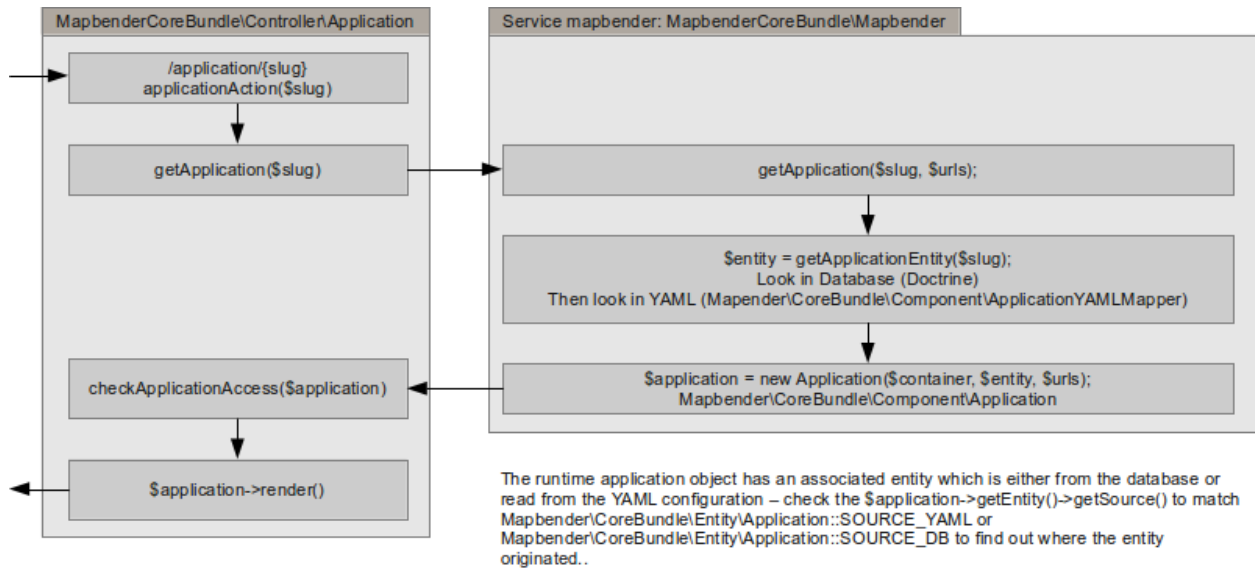 MapbenderCoreBundle\Controller\Application
/application/{slug}
applicationAction($slug)
getApplication($slug)
checkApplicationAccess($application)
$application->render()
Service mapbender: MapbenderCoreBundle\Mapbender
getApplication($slug, $urls);
$entity = getApplicationEntity($slug);
Look in Database (Doctrine)
Then look in YAML (Mapender\CoreBundle\Component\ApplicationYAMLMapper)
$application = new Application($container, $entity, $urls);
Mapbender\CoreBundle\Component\Application
The runtime application object has an associated entity which is either from the database or
read from the YAML configuration – check the $application->getEntity()->getSource() to match
Mapbender\CoreBundle\Entity\Application::SOURCE_YAML or
Mapbender\CoreBundle\Entity\Application::SOURCE_DB to find out where the entity
originated..